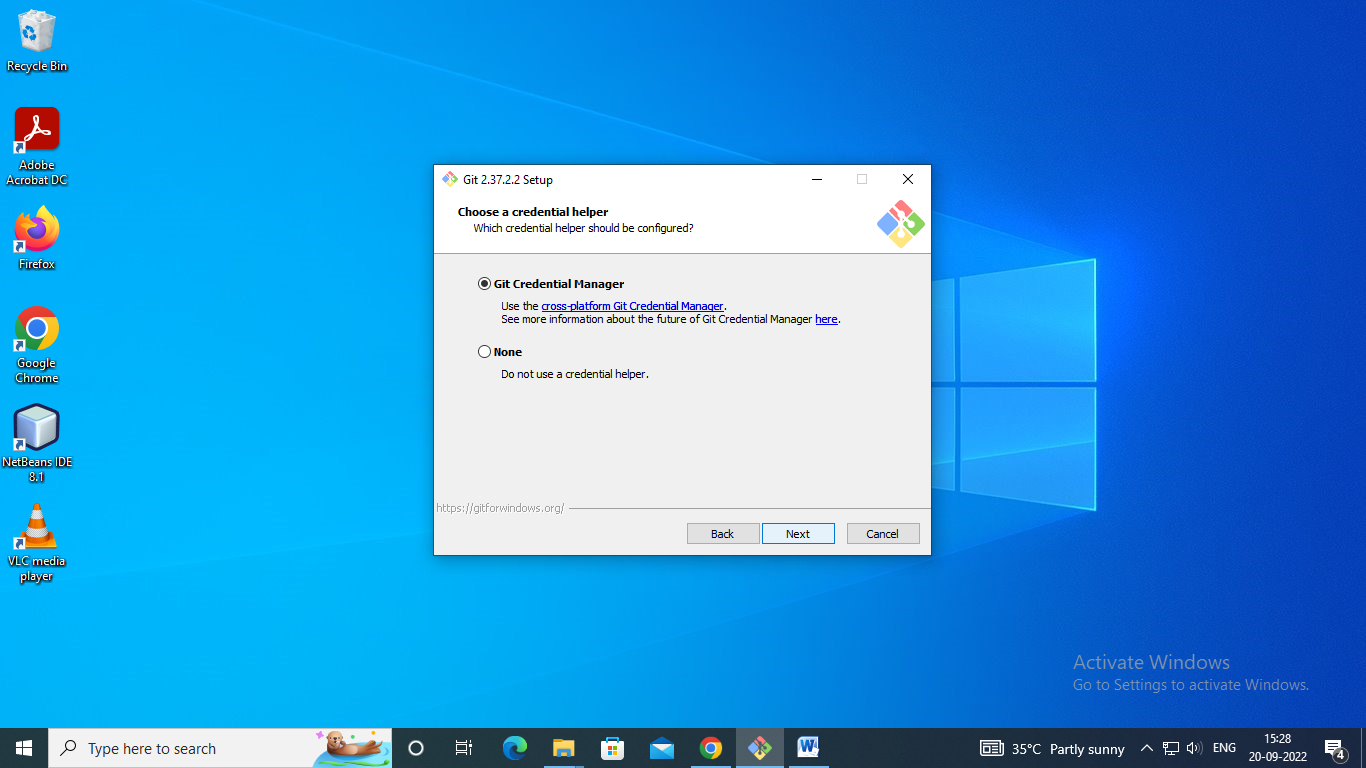 Recycle Bin
Adobe
Acrobat DC
Firefox
Google
Chrome
NetBeans IDE
8.1
VLC media
player
Git 2.37.2.2 Setup
Choose a credential helper
Which credential helper should be configured?
Git Credential Manager
Use the cross-platform Git Credential Manager.
See more information about the future of Git Credential Manager here.
None
Do not use a credential helper.
https://gitforwindows.org/
Back Next Cancel
Activate Windows
Go to Settings to activate Windows.
Type here to search
W
35°C Partly sunny
ENG
15:28
20-09-2022
4